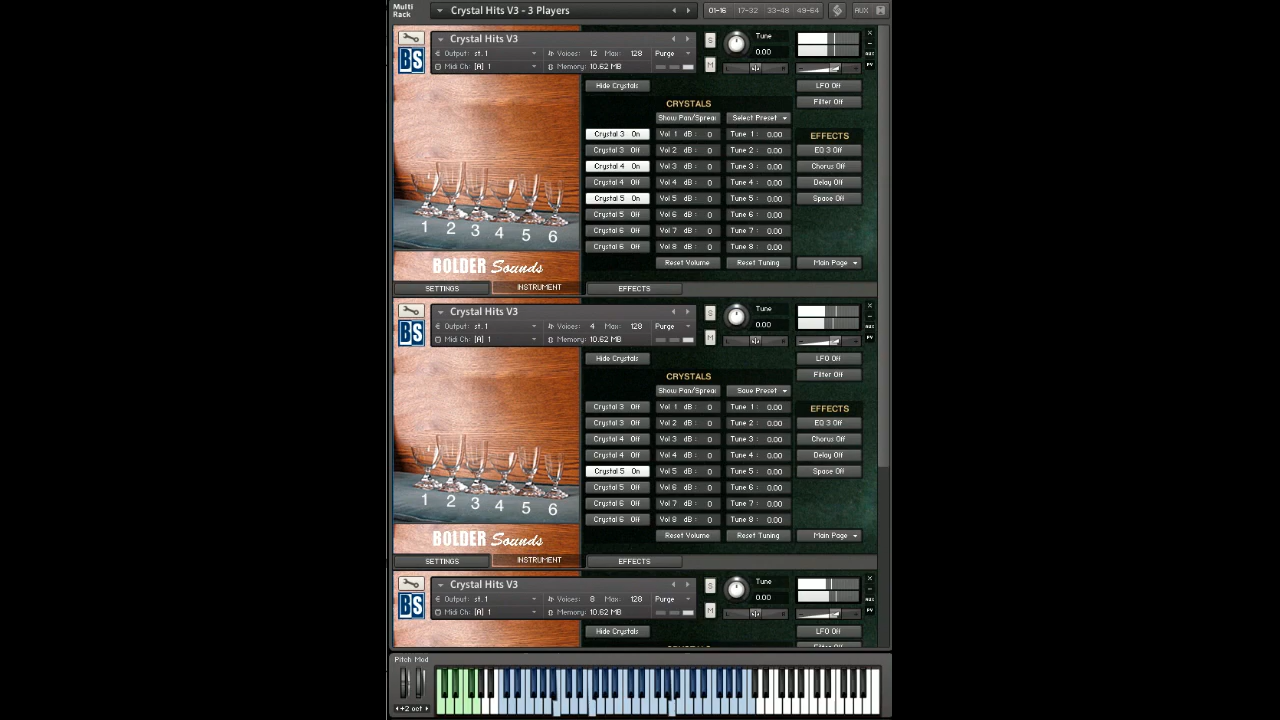 Multi Rack
Crystal Hits V3 - 3 Players
01-16 17-32 33-48 49-64 AUX
Crystal Hits V3
Output: st. 1 Voices: 12 Max: 128 Purge
Midi Ch: [A] 1 Memory: 10.62 MB
S
M
Tune
0.00
L R
AUX
PV
BS
Hide Crystals
LFO Off
Filter Off
CRYSTALS
Show Pan/Sprea Select Preset
Crystal 3 On Vol 1 dB: 0 Tune 1: 0.00
Crystal 3 Off Vol 2 dB: 0 Tune 2: 0.00
Crystal 4 On Vol 3 dB: 0 Tune 3: 0.00
Crystal 4 Off Vol 4 dB: 0 Tune 4: 0.00
Crystal 5 On Vol 5 dB: 0 Tune 5: 0.00
Crystal 5 Off Vol 6 dB: 0 Tune 6: 0.00
Crystal 6 Off Vol 7 dB: 0 Tune 7: 0.00
Crystal 6 Off Vol 8 dB: 0 Tune 8: 0.00
Reset Volume Reset Tuning
EFFECTS
EQ 3 Off
Chorus Off
Delay Off
Space Off
Main Page
1 2 3 4 5 6
BOLDER Sounds
SETTINGS INSTRUMENT EFFECTS
Crystal Hits V3
Output: st. 1 Voices: 4 Max: 128 Purge
Midi Ch: [A] 1 Memory: 10.62 MB
S
M
Tune
0.00
L R
AUX
PV
BS
Hide Crystals
LFO Off
Filter Off
CRYSTALS
Show Pan/Sprea Save Preset
Crystal 3 Off Vol 1 dB: 0 Tune 1: 0.00
Crystal 3 Off Vol 2 dB: 0 Tune 2: 0.00
Crystal 4 Off Vol 3 dB: 0 Tune 3: 0.00
Crystal 4 Off Vol 4 dB: 0 Tune 4: 0.00
Crystal 5 On Vol 5 dB: 0 Tune 5: 0.00
Crystal 5 Off Vol 6 dB: 0 Tune 6: 0.00
Crystal 6 Off Vol 7 dB: 0 Tune 7: 0.00
Crystal 6 Off Vol 8 dB: 0 Tune 8: 0.00
Reset Volume Reset Tuning
EFFECTS
EQ 3 Off
Chorus Off
Delay Off
Space Off
Main Page
1 2 3 4 5 6
BOLDER Sounds
SETTINGS INSTRUMENT EFFECTS
Crystal Hits V3
Output: st. 1 Voices: 8 Max: 128 Purge
Midi Ch: [A] 1 Memory: 10.62 MB
S
M
Tune
0.00
L R
AUX
PV
BS
Hide Crystals
LFO Off
Pitch Mod
+2 oct